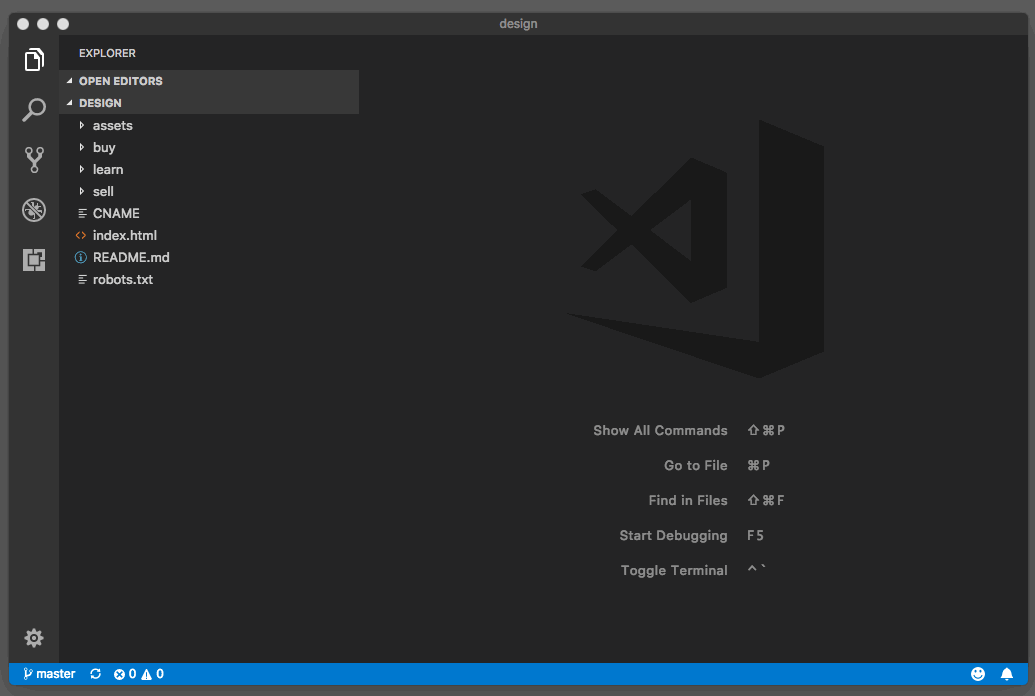 design
EXPLORER
OPEN EDITORS
DESIGN
assets
buy
learn
sell
CNAME
index.html
README.md
robots.txt
Show All Commands ⇧⌘P
Go to File ⌘P
Find in Files ⇧⌘F
Start Debugging F5
Toggle Terminal ^`
master 0 0